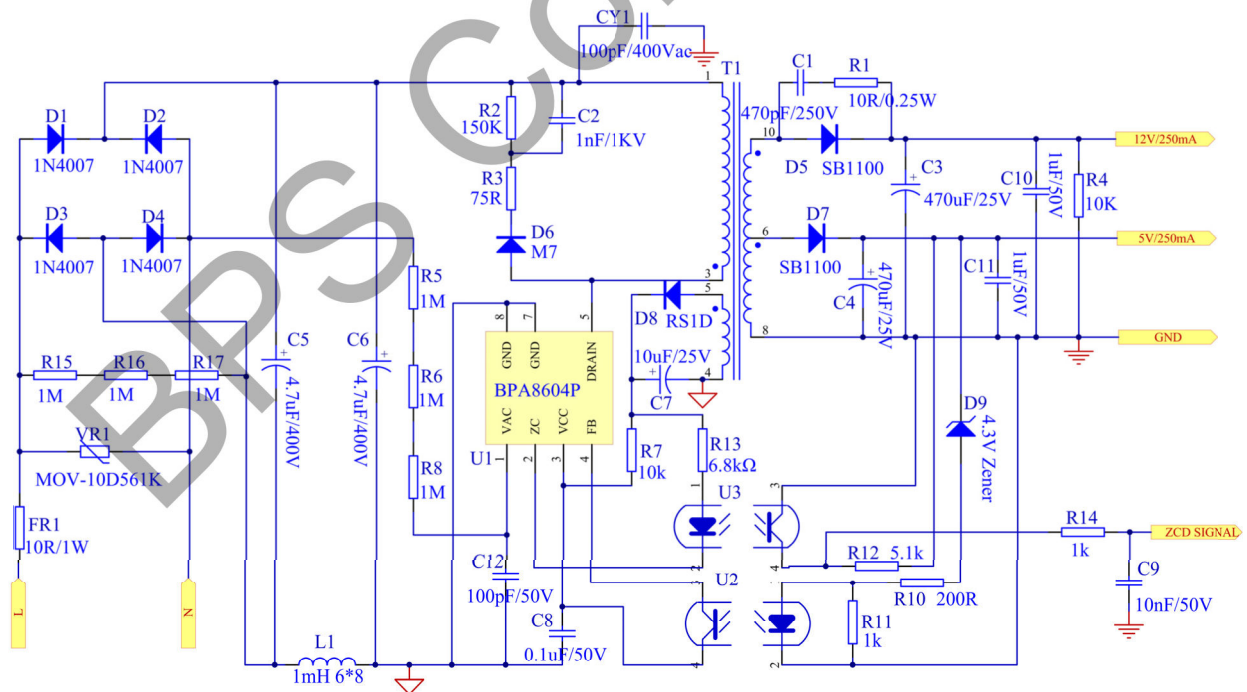 BPS Co
CY1
100pF/400Vac
T1
1
C1
R1
470pF/250V
10R/0.25W
D1
D2
1N4007
1N4007
R2
150K
C2
1nF/1KV
R3
75R
D6
M7
10
D5
SB1100
C3
470uF/25V
C10
1uF/50V
R4
10K
12V/250mA
D3
D4
1N4007
1N4007
D7
6
SB1100
C4
470uF/25V
C11
1uF/50V
5V/250mA
R5
1M
3
5
D8
RS1D
8
7
5
GND
GND
DRAIN
BPA8604P
VAC
ZC
VCC
FB
U1
1
2
3
4
10uF/25V
C7
4
8
GND
C5
4.7uF/400V
C6
4.7uF/400V
R15
1M
R16
1M
R17
1M
R6
1M
R8
1M
VR1
MOV-10D561K
R7
10k
R13
6.8kΩ
D9
4.3V Zener
FR1
10R/1W
U3
1
2
3
4
R14
1k
ZCD SIGNAL
C9
10nF/50V
R12 5.1k
R10 200R
R11
1k
U2
3
4
1
2
C12
100pF/50V
C8
0.1uF/50V
L
N
L1
1mH 6*8